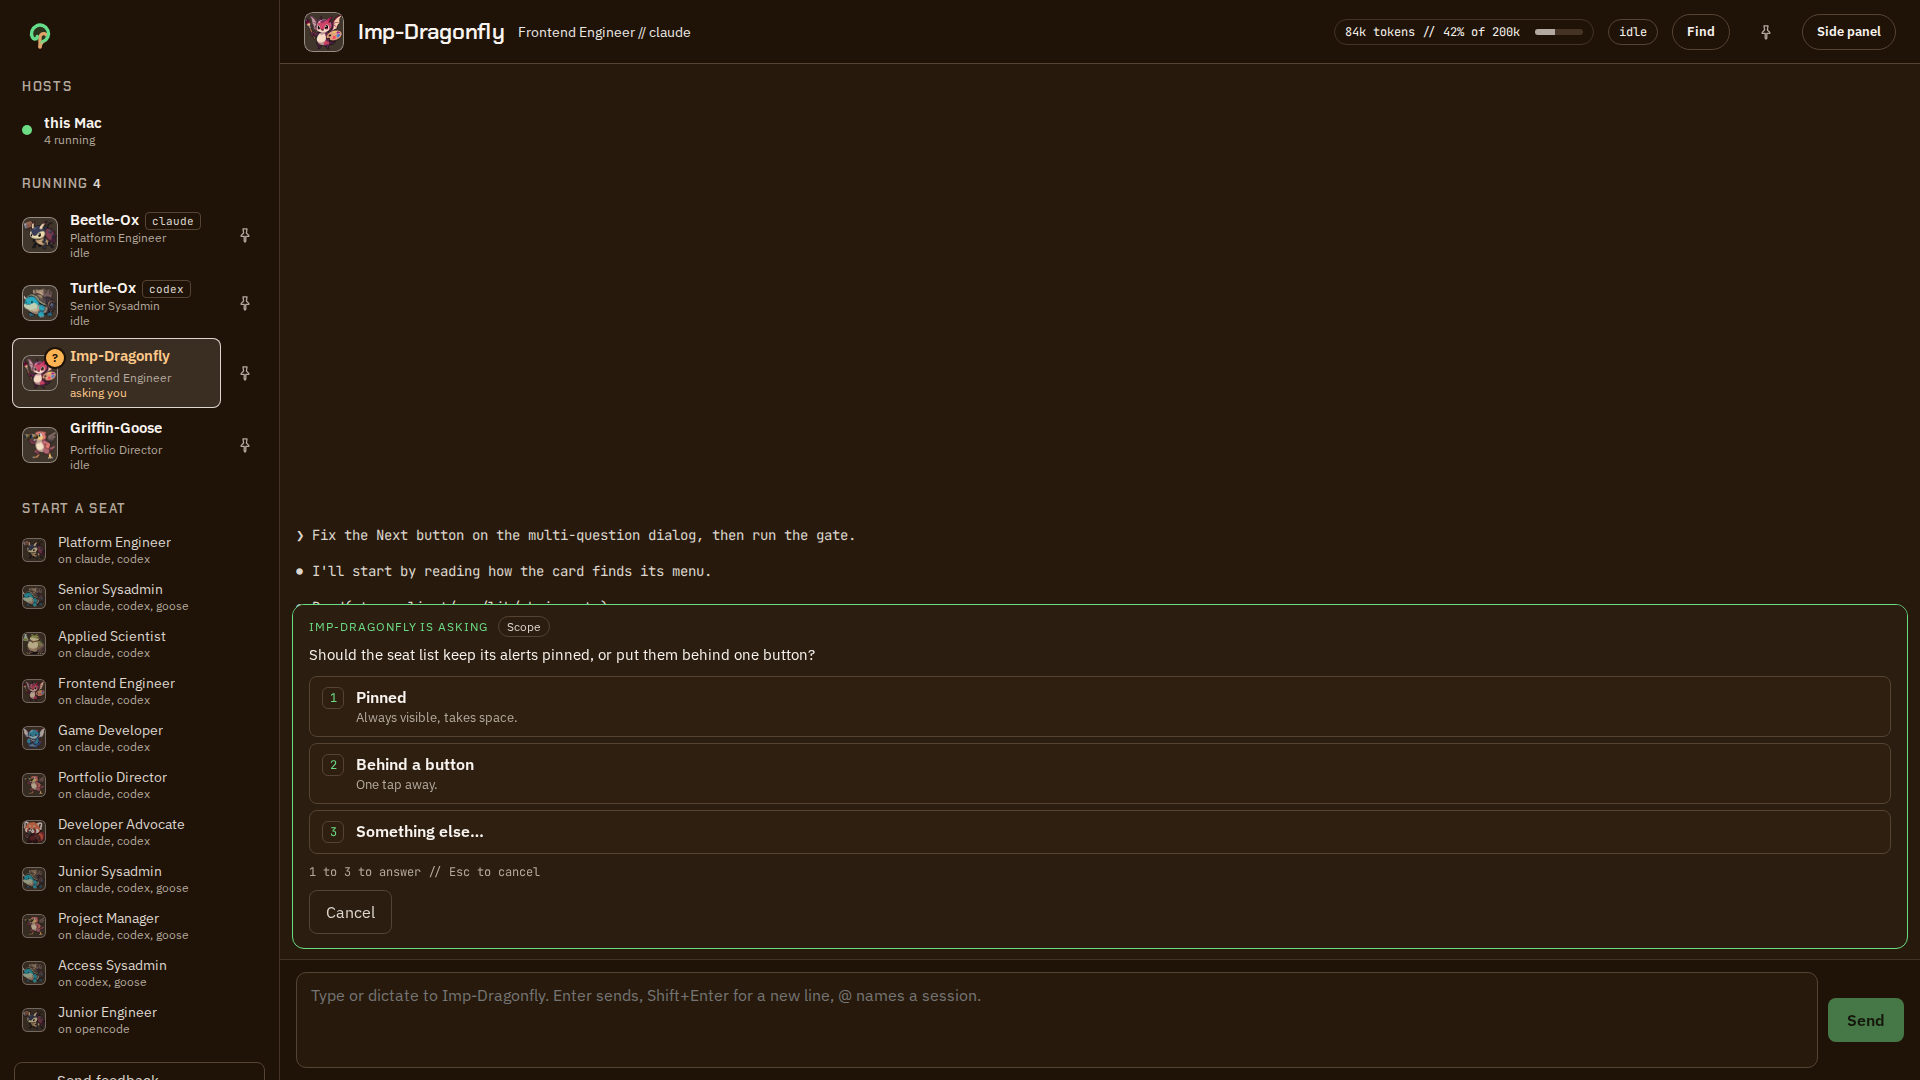 HOSTS
this Mac
4 running
RUNNING 4
Beetle-Ox claude
Platform Engineer
idle
Turtle-Ox codex
Senior Sysadmin
idle
?
Imp-Dragonfly
Frontend Engineer
asking you
Griffin-Goose
Portfolio Director
idle
START A SEAT
Platform Engineer
on claude, codex
Senior Sysadmin
on claude, codex, goose
Applied Scientist
on claude, codex
Frontend Engineer
on claude, codex
Game Developer
on claude, codex
Portfolio Director
on claude, codex
Developer Advocate
on claude, codex
Junior Sysadmin
on claude, codex, goose
Project Manager
on claude, codex, goose
Access Sysadmin
on codex, goose
Junior Engineer
on opencode
Send feedback
Imp-Dragonfly Frontend Engineer // claude
84k tokens // 42% of 200k
idle
Find
Side panel
❯ Fix the Next button on the multi-question dialog, then run the gate.
● I'll start by reading how the card finds its menu.
IMP-DRAGONFLY IS ASKING Scope
Should the seat list keep its alerts pinned, or put them behind one button?
1 Pinned
Always visible, takes space.
2 Behind a button
One tap away.
3 Something else...
1 to 3 to answer // Esc to cancel
Cancel
Type or dictate to Imp-Dragonfly. Enter sends, Shift+Enter for a new line, @ names a session.
Send